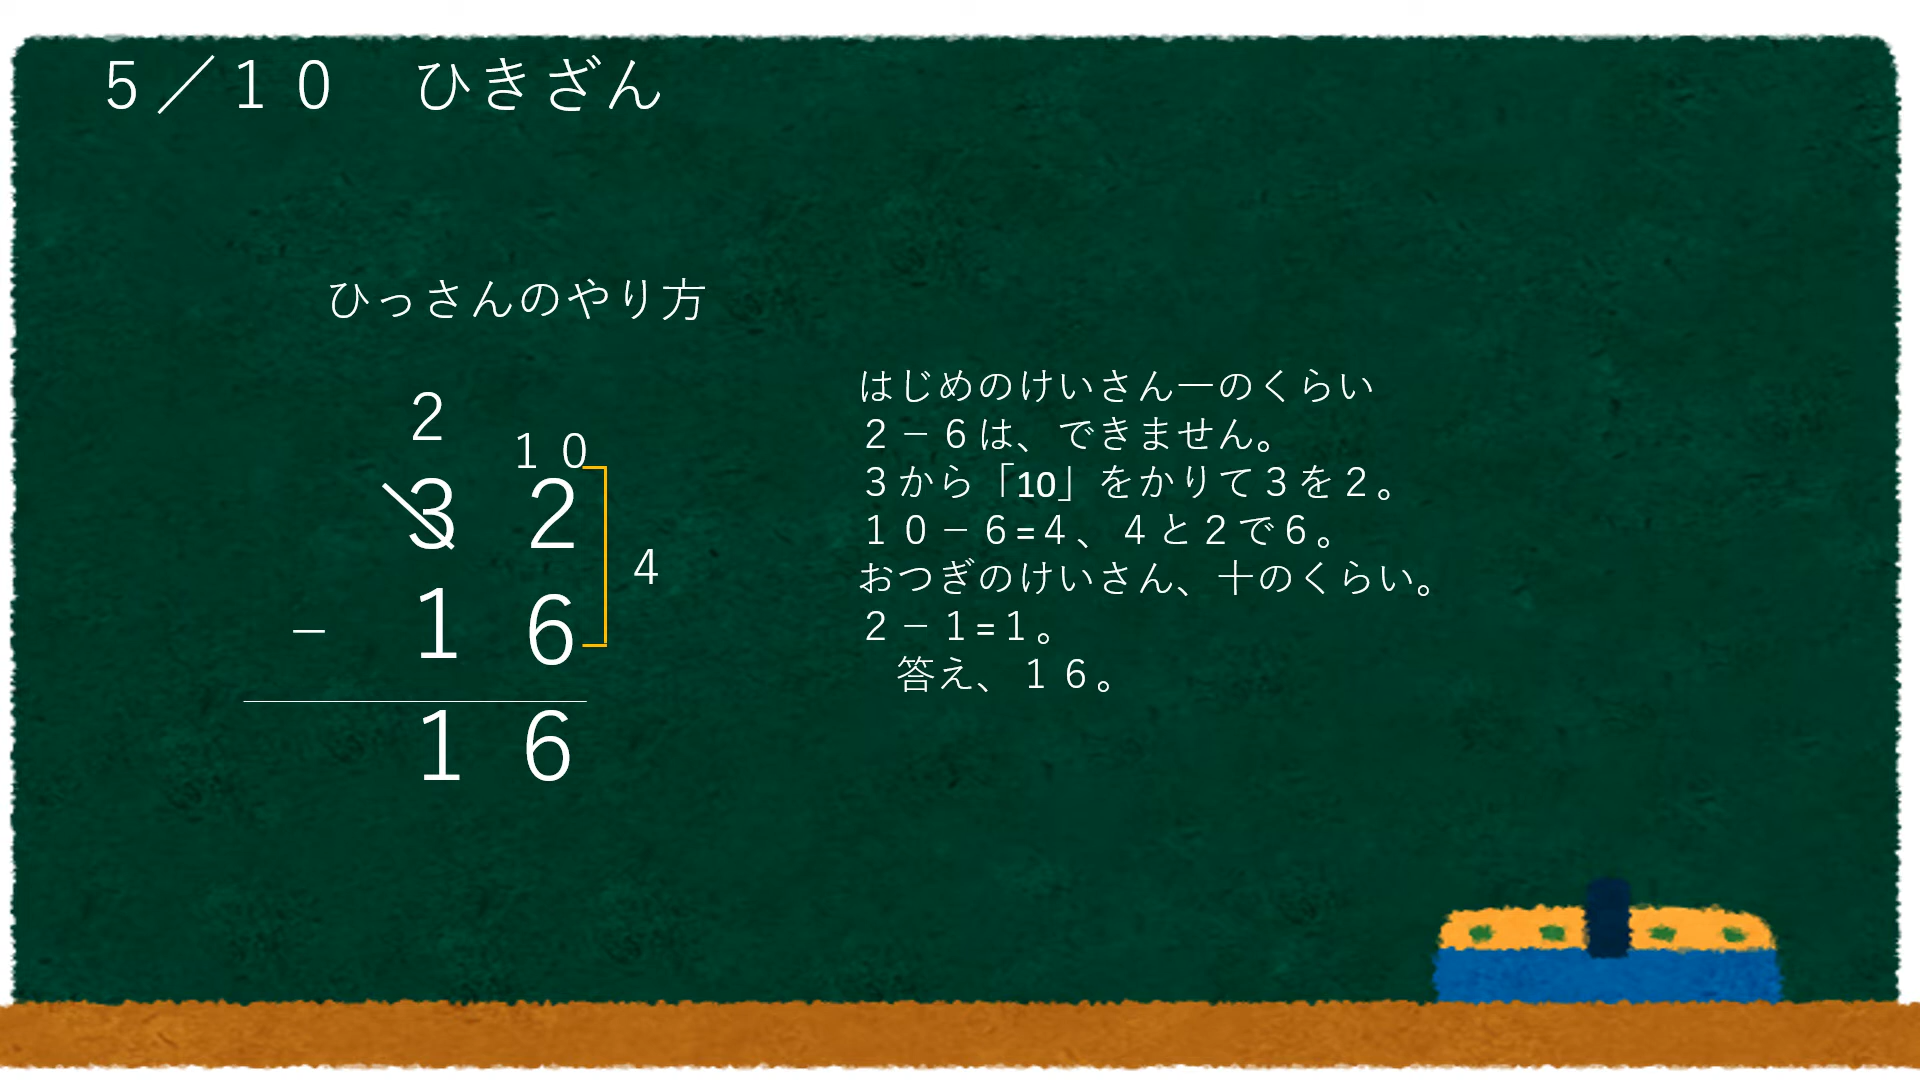 ５／１０　ひきざん
ひっさんのやり方
2
１０
3 2
4
－ 1 6
1 6
はじめのけいさん一のくらい
２－６は、できません。
３から「10」をかりて３を２。
１０－６=４、４と２で６。
おつぎのけいさん、十のくらい。
２－１=１。
答え、１６。